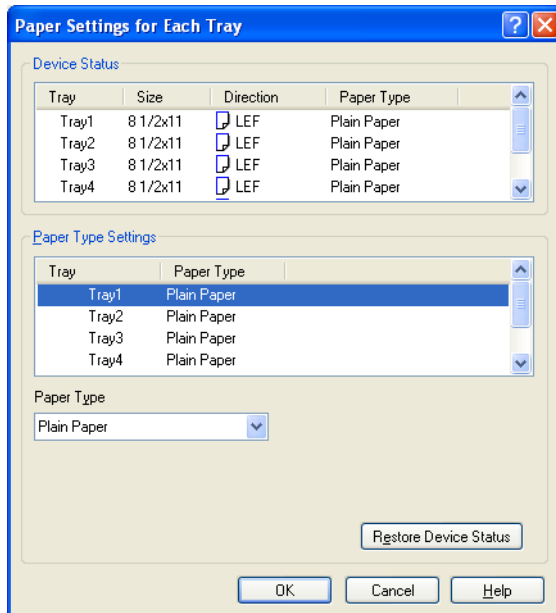 Paper Settings for Each Tray
Device Status
Tray Size Direction Paper Type
Tray1 8 1/2x11 LEF Plain Paper
Tray2 8 1/2x11 LEF Plain Paper
Tray3 8 1/2x11 LEF Plain Paper
Tray4 8 1/2x11 LEF Plain Paper
Paper Type Settings
Tray Paper Type
Tray1 Plain Paper
Tray2 Plain Paper
Tray3 Plain Paper
Tray4 Plain Paper
Paper Type
Plain Paper
Restore Device Status
OK Cancel Help